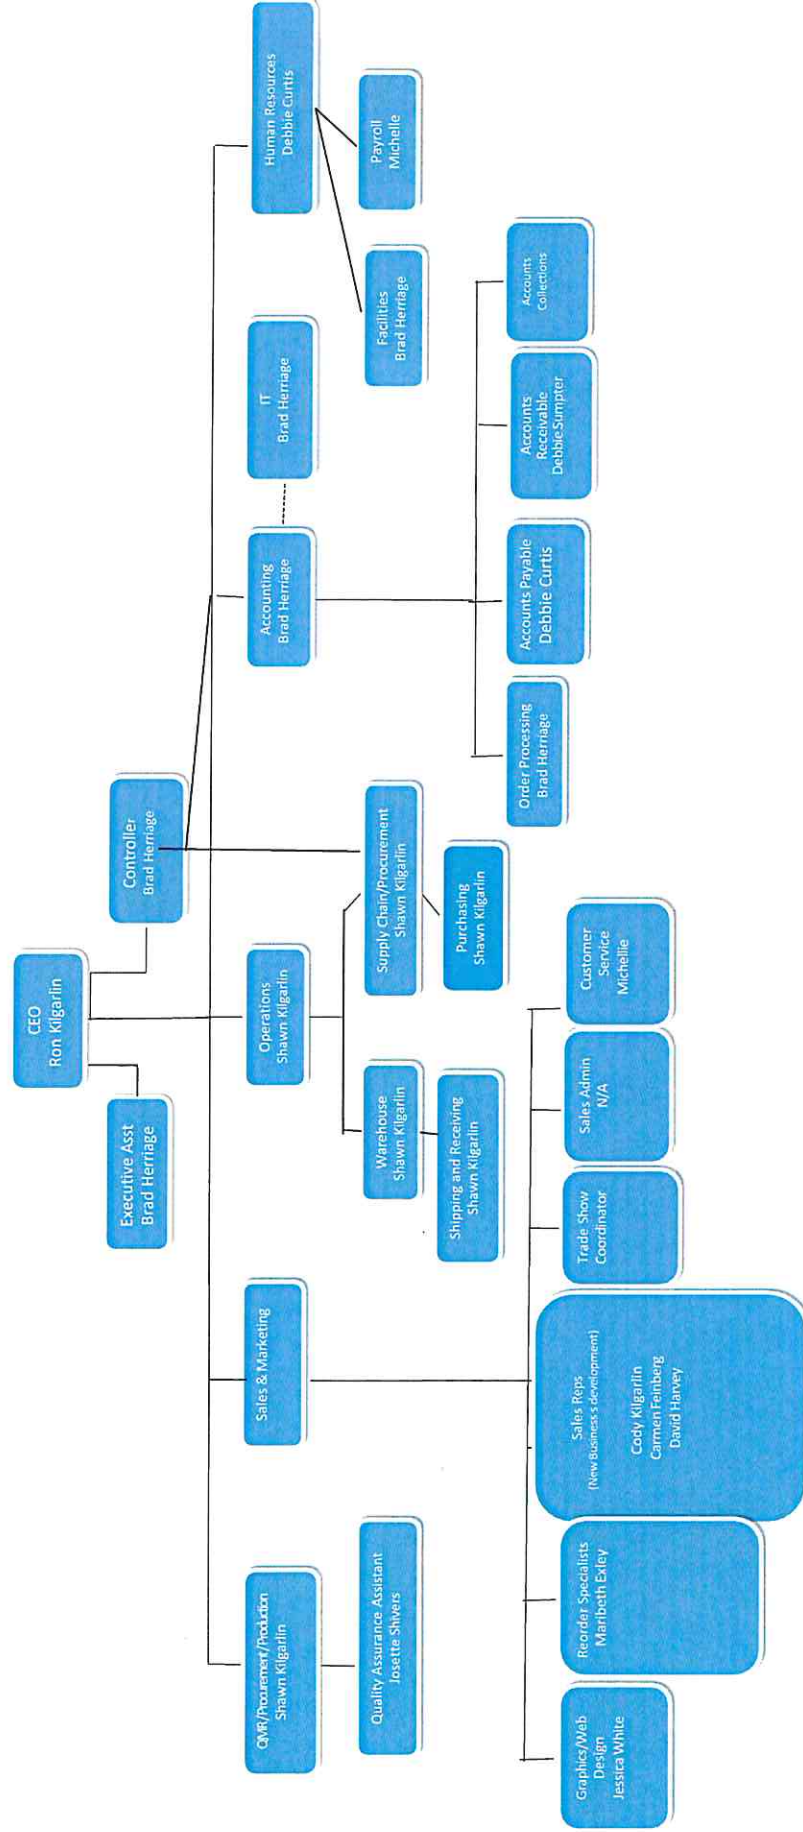 CEO
Ron Kilgarlin
Executive Asst
Brad Herriage
Controller
Brad Herriage
QMR/Procurement/Production
Shawn Kilgarlin
Sales & Marketing
Operations
Shawn Kilgarlin
Accounting
Brad Herriage
IT
Brad Herriage
Human Resources
Debbie Curtis
Quality Assurance Assistant
Josette Shivers
Warehouse
Shawn Kilgarlin
Supply Chain/Procurement
Shawn Kilgarlin
Facilities
Brad Herriage
Payroll
Michelle
Shipping and Receiving
Shawn Kilgarlin
Purchasing
Shawn Kilgarlin
Order Processing
Brad Herriage
Accounts Payable
Debbie Curtis
Accounts
Receivable
Debbie Sumpter
Accounts
Collections
Graphics/Web
Design
Jessica White
Reorder Specialists
Maribeth Exley
Sales Reps
(New Business s development)
Cody Kilgarlin
Carmen Feinberg
David Harvey
Trade Show
Coordinator
Sales Admin
N/A
Customer
Service
Michellie